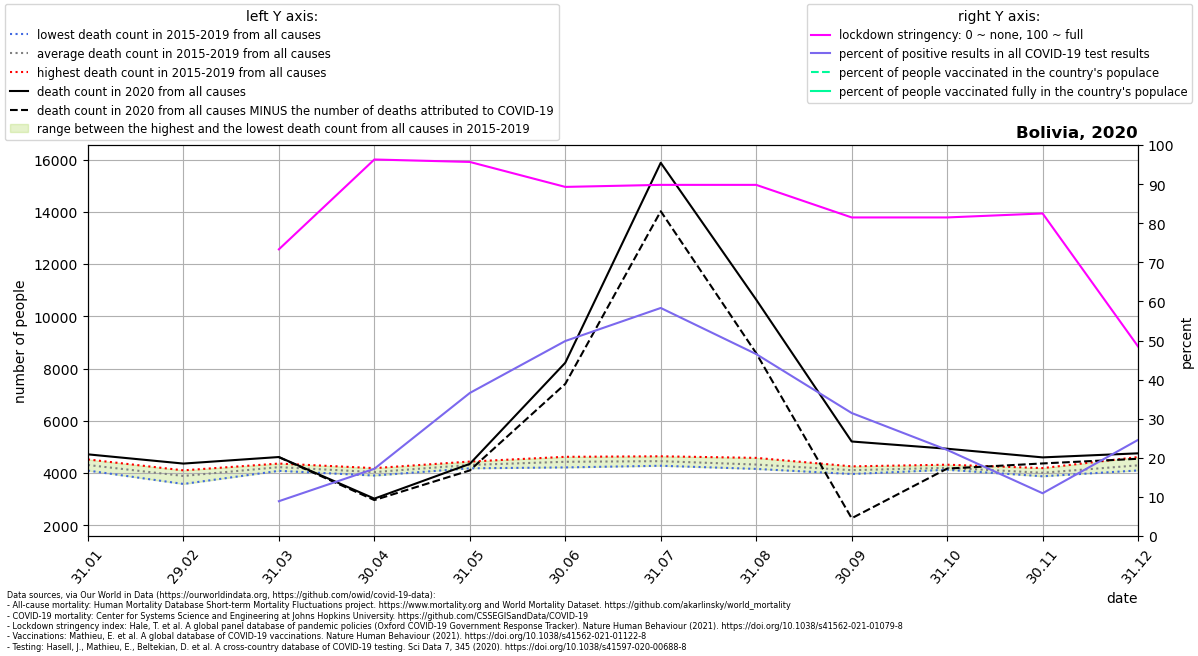 left Y axis:
lowest death count in 2015-2019 from all causes
average death count in 2015-2019 from all causes
highest death count in 2015-2019 from all causes
death count in 2020 from all causes
death count in 2020 from all causes MINUS the number of deaths attributed to COVID-19
range between the highest and the lowest death count from all causes in 2015-2019
right Y axis:
lockdown stringency: 0 ~ none, 100 ~ full
percent of positive results in all COVID-19 test results
percent of people vaccinated in the country's populace
percent of people vaccinated fully in the country's populace
Bolivia, 2020
number of people
16000
14000
12000
10000
8000
6000
4000
2000
100
90
80
70
60
50
40
30
20
10
0
percent
31.01
29.02
31.03
30.04
31.05
30.06
31.07
31.08
30.09
31.10
30.11
31.12
date
Data sources, via Our World in Data (https://ourworldindata.org, https://github.com/owid/covid-19-data):
- All-cause mortality: Human Mortality Database Short-term Mortality Fluctuations project. https://www.mortality.org and World Mortality Dataset. https://github.com/akarlinsky/world_mortality
- COVID-19 mortality: Center for Systems Science and Engineering at Johns Hopkins University. https://github.com/CSSEGISandData/COVID-19
- Lockdown stringency index: Hale, T. et al. A global panel database of pandemic policies (Oxford COVID-19 Government Response Tracker). Nature Human Behaviour (2021). https://doi.org/10.1038/s41562-021-01079-8
- Vaccinations: Mathieu, E. et al. A global database of COVID-19 vaccinations. Nature Human Behaviour (2021). https://doi.org/10.1038/s41562-021-01122-8
- Testing: Hasell, J., Mathieu, E., Beltekian, D. et al. A cross-country database of COVID-19 testing. Sci Data 7, 345 (2020). https://doi.org/10.1038/s41597-020-00688-8